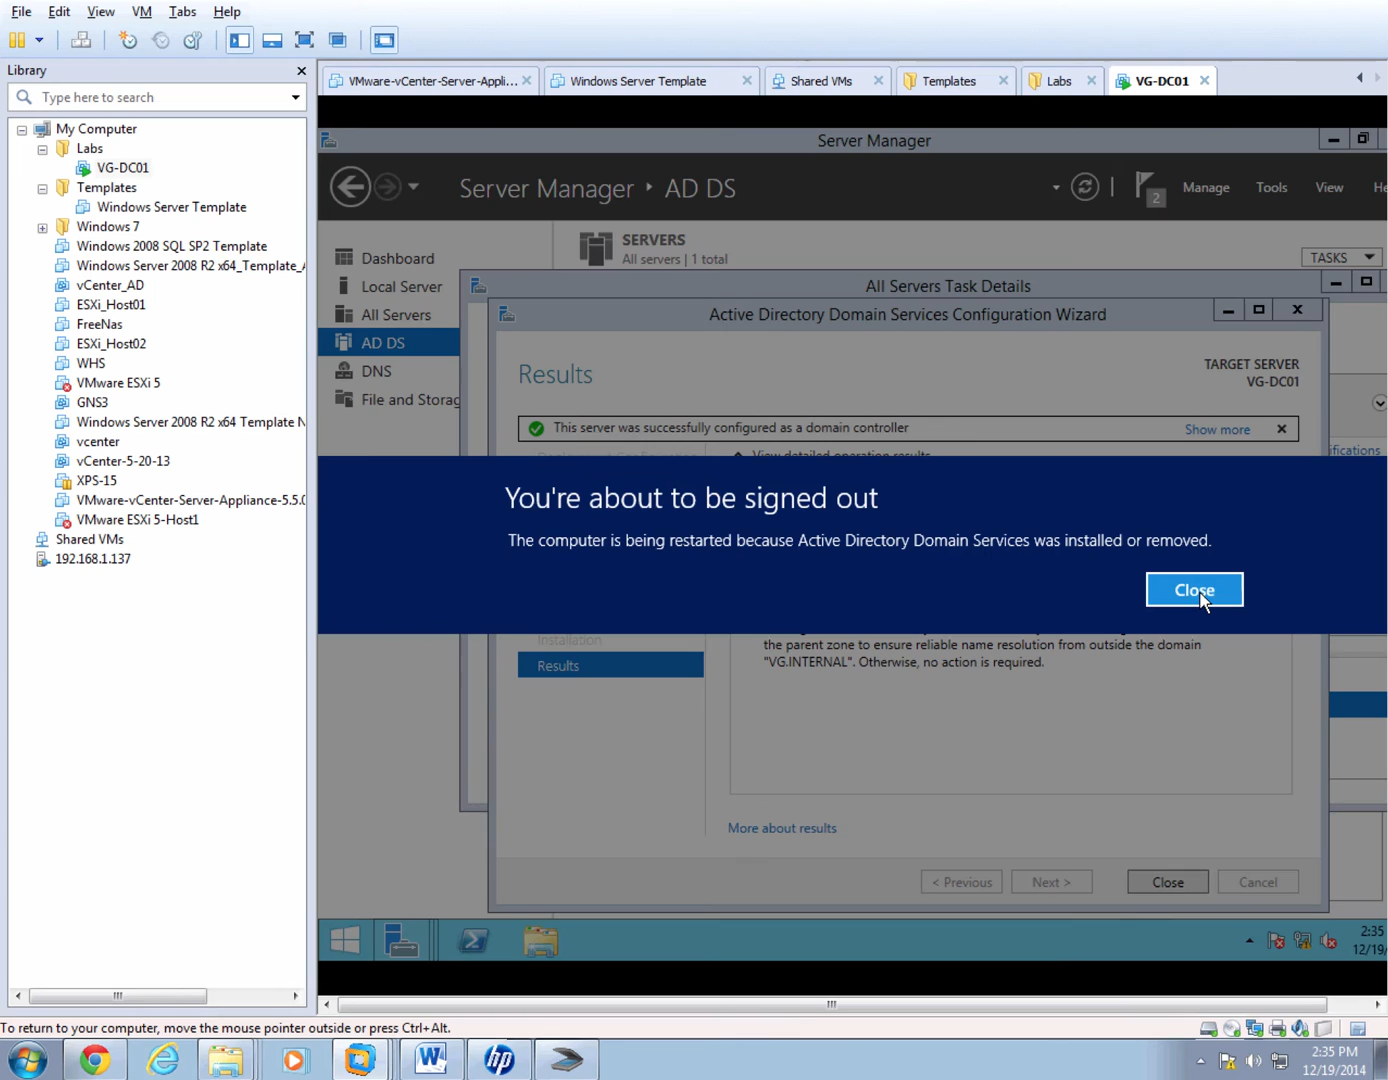 File Edit View VM Tabs Help
Library
Type here to search
My Computer
Labs
VG-DC01
Templates
Windows Server Template
Windows 7
Windows 2008 SQL SP2 Template
Windows Server 2008 R2 x64_Template_A
vCenter_AD
ESXi_Host01
FreeNas
ESXi_Host02
WHS
VMware ESXi 5
GNS3
Windows Server 2008 R2 x64 Template N
vcenter
vCenter-5-20-13
XPS-15
VMware-vCenter-Server-Appliance-5.5.0
VMware ESXi 5-Host1
Shared VMs
192.168.1.137
VMware-vCenter-Server-Appli... Windows Server Template Shared VMs Templates Labs VG-DC01
Server Manager
Server Manager AD DS
2 Manage Tools View He
Dashboard
Local Server
All Servers
AD DS
DNS
File and Storag
SERVERS
All servers | 1 total
TASKS
All Servers Task Details
Active Directory Domain Services Configuration Wizard
Results
TARGET SERVER
VG-DC01
This server was successfully configured as a domain controller
Show more
View detailed operation results
ifications
You're about to be signed out
The computer is being restarted because Active Directory Domain Services was installed or removed.
Close
Installation
Results
the parent zone to ensure reliable name resolution from outside the domain
"VG.INTERNAL". Otherwise, no action is required.
More about results
< Previous Next > Close Cancel
2:35
12/19/
To return to your computer, move the mouse pointer outside or press Ctrl+Alt.
2:35 PM
12/19/2014